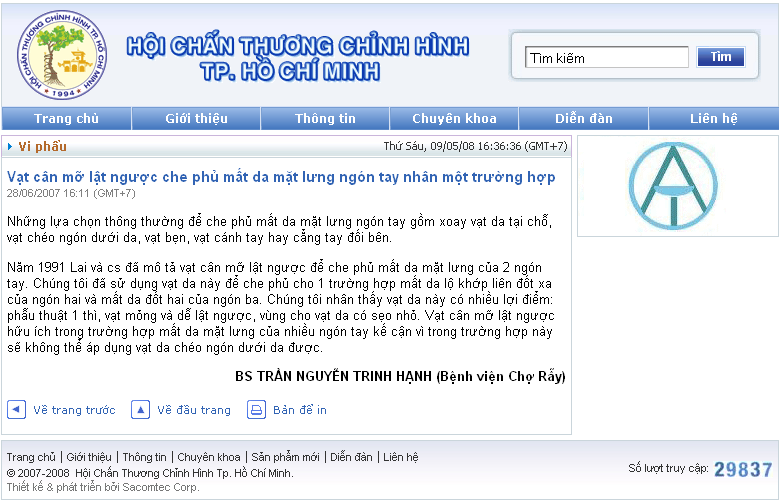 HỘI CHẤN THƯƠNG CHỈNH HÌNH TP. HỒ CHÍ MINH
1994
HỘI CHẤN THƯƠNG CHỈNH HÌNH
TP. HỒ CHÍ MINH
Tìm kiếm
Tìm
Trang chủ
Giới thiệu
Thông tin
Chuyên khoa
Diễn đàn
Liên hệ
Vi phẫu
Thứ Sáu, 09/05/08 16:36:36 (GMT+7)
Vạt cân mỡ lật ngược che phủ mất da mặt lưng ngón tay nhân một trường hợp
28/06/2007 16:11 (GMT+7)
Những lựa chọn thông thường để che phủ mất da mặt lưng ngón tay gồm xoay vạt da tại chổ,
vạt chéo ngón dưới da, vạt bẹn, vạt cánh tay hay cẳng tay đối bên.
Năm 1991 Lai và cs đã mô tả vạt cân mỡ lật ngược để che phủ mất da mặt lưng của 2 ngón
tay. Chúng tôi đã sử dụng vạt da này để che phủ cho 1 trường hợp mất da lộ khớp liên đốt xa
của ngón hai và mất da đốt hai của ngón ba. Chúng tôi nhân thấy vạt da này có nhiều lợi điểm:
phẩu thuật 1 thì, vạt mỏng và dễ lật ngược, vùng cho vạt da có sẹo nhỏ. Vạt cân mỡ lật ngược
hữu ích trong trường hợp mất da mặt lưng của nhiều ngón tay kế cận vì trong trường hợp này
sẽ không thể áp dụng vạt da chéo ngón dưới da được.
BS TRẦN NGUYỄN TRINH HẠNH (Bệnh viện Chợ Rẫy)
Về trang trước
Về đầu trang
Bản để in
Trang chủ | Giới thiệu | Thông tin | Chuyên khoa | Sản phẩm mới | Diễn đàn | Liên hệ
© 2007-2008 Hội Chấn Thương Chỉnh Hình Tp. Hồ Chí Minh.
Thiết kế & phát triển bởi Sacomtec Corp.
Số lượt truy cập: 29837